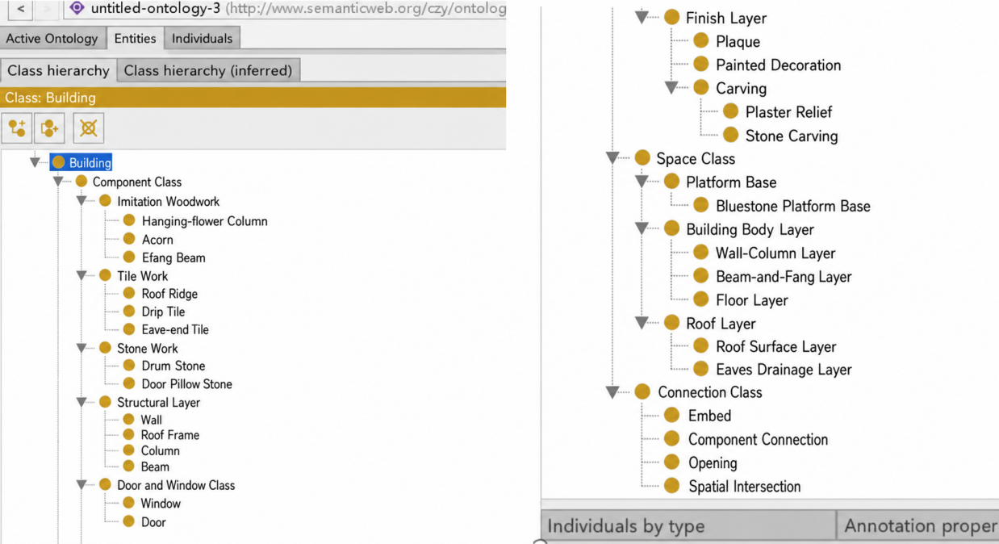 <
>
untitled-ontology-3 (http://www.semanticweb.org/czy/ontolog
Active Ontology
Entities
Individuals
Class hierarchy
Class hierarchy (inferred)
Class: Building
Building
Component Class
Imitation Woodwork
Hanging-flower Column
Acorn
Efang Beam
Tile Work
Roof Ridge
Drip Tile
Eave-end Tile
Stone Work
Drum Stone
Door Pillow Stone
Structural Layer
Wall
Roof Frame
Column
Beam
Door and Window Class
Window
Door
Finish Layer
Plaque
Painted Decoration
Carving
Plaster Relief
Stone Carving
Space Class
Platform Base
Bluestone Platform Base
Building Body Layer
Wall-Column Layer
Beam-and-Fang Layer
Floor Layer
Roof Layer
Roof Surface Layer
Eaves Drainage Layer
Connection Class
Embed
Component Connection
Opening
Spatial Intersection
Individuals by type
Annotation proper